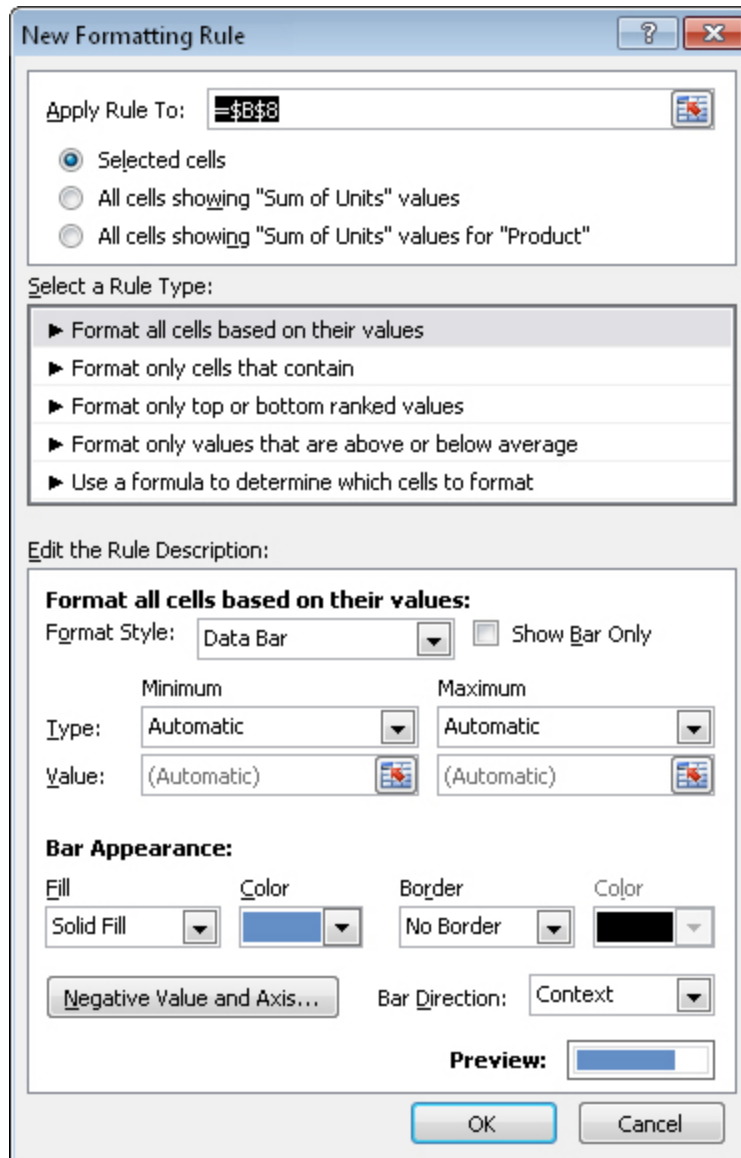 New Formatting Rule
Apply Rule To: =$B$8
Selected cells
All cells showing "Sum of Units" values
All cells showing "Sum of Units" values for "Product"
Select a Rule Type:
► Format all cells based on their values
► Format only cells that contain
► Format only top or bottom ranked values
► Format only values that are above or below average
► Use a formula to determine which cells to format
Edit the Rule Description:
Format all cells based on their values:
Format Style: Data Bar Show Bar Only
Minimum Maximum
Type: Automatic Automatic
Value: (Automatic) (Automatic)
Bar Appearance:
Fill Color Border Color
Solid Fill No Border
Negative Value and Axis... Bar Direction: Context
Preview:
OK Cancel